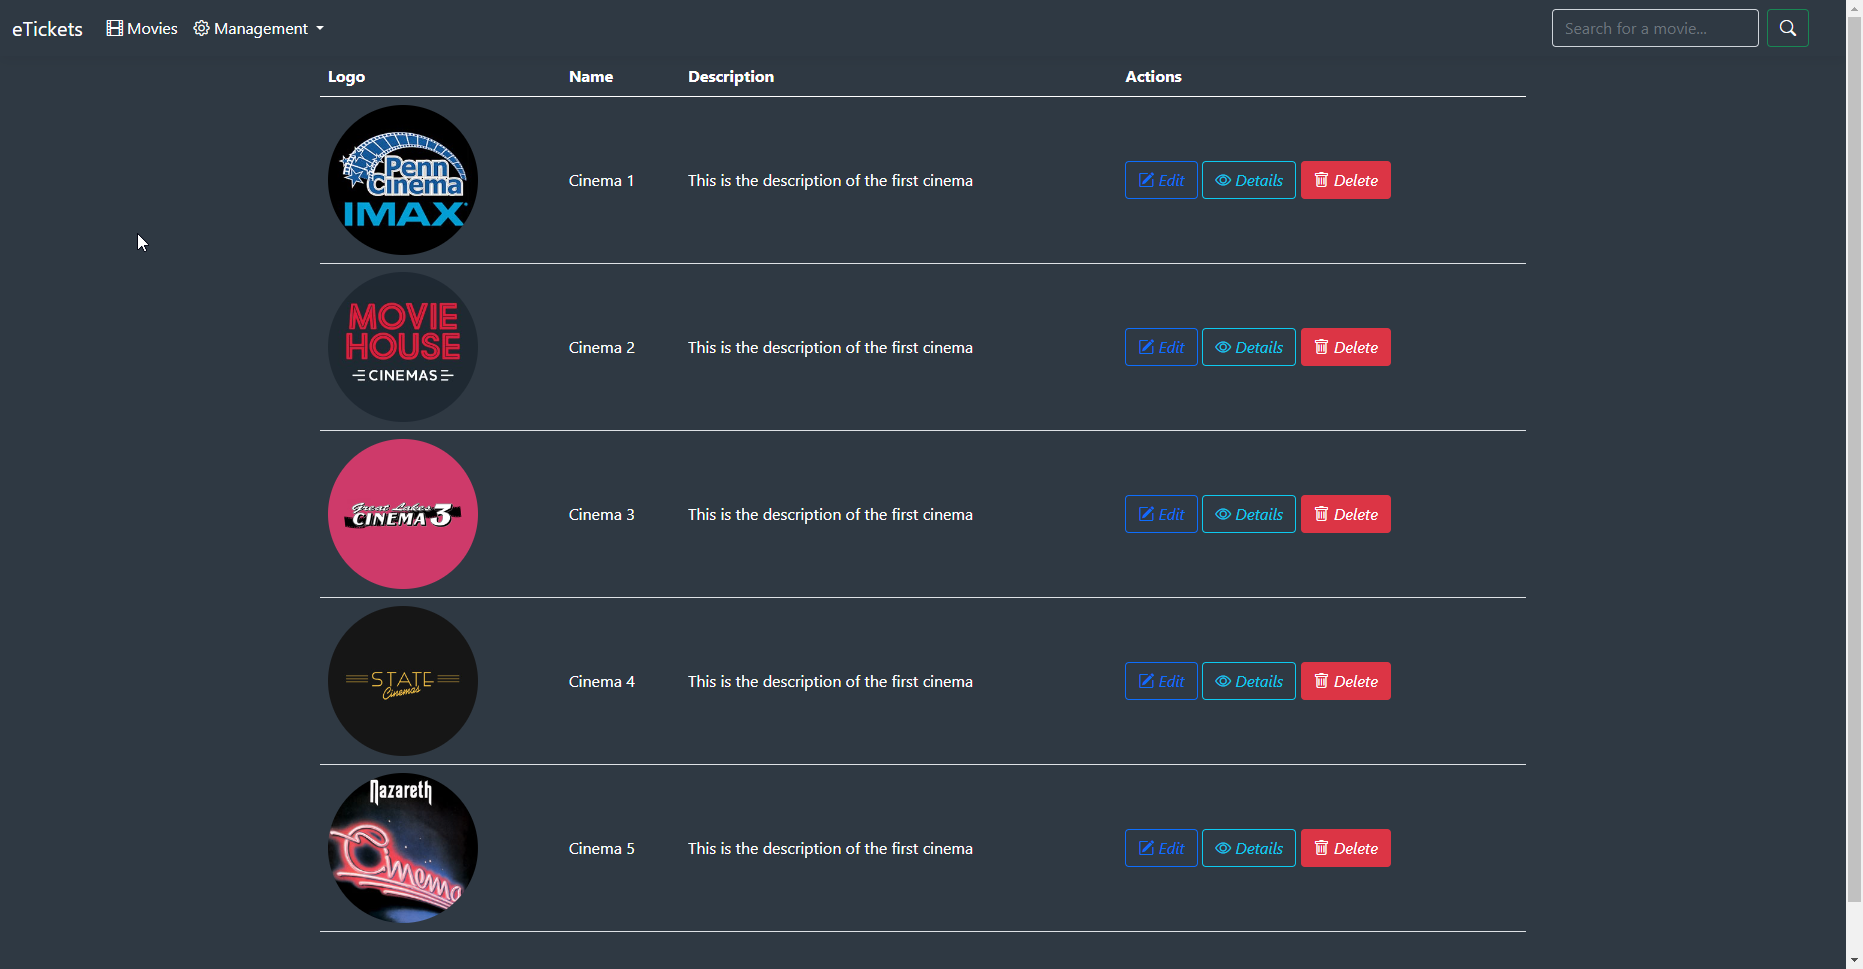 eTickets Movies Management Search for a movie...
Logo Name Description Actions
Penn
Cinema
IMAX
Cinema 1 This is the description of the first cinema Edit Details Delete
MOVIE
HOUSE
CINEMAS
Cinema 2 This is the description of the first cinema Edit Details Delete
Great Lakes
CINEMA 3
Cinema 3 This is the description of the first cinema Edit Details Delete
STATE
Cinemas
Cinema 4 This is the description of the first cinema Edit Details Delete
Nazareth
Cinema
Cinema 5 This is the description of the first cinema Edit Details Delete